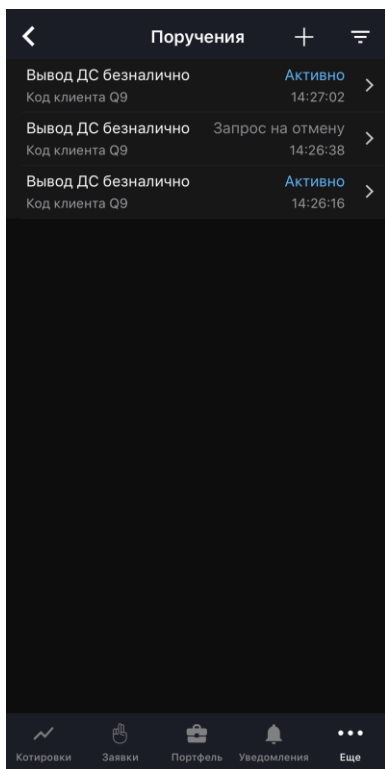 Поручения
Вывод ДС безналично Активно
Код клиента Q9 14:27:02
Вывод ДС безналично Запрос на отмену
Код клиента Q9 14:26:38
Вывод ДС безналично Активно
Код клиента Q9 14:26:16
Котировки Заявки Портфель Уведомления Еще